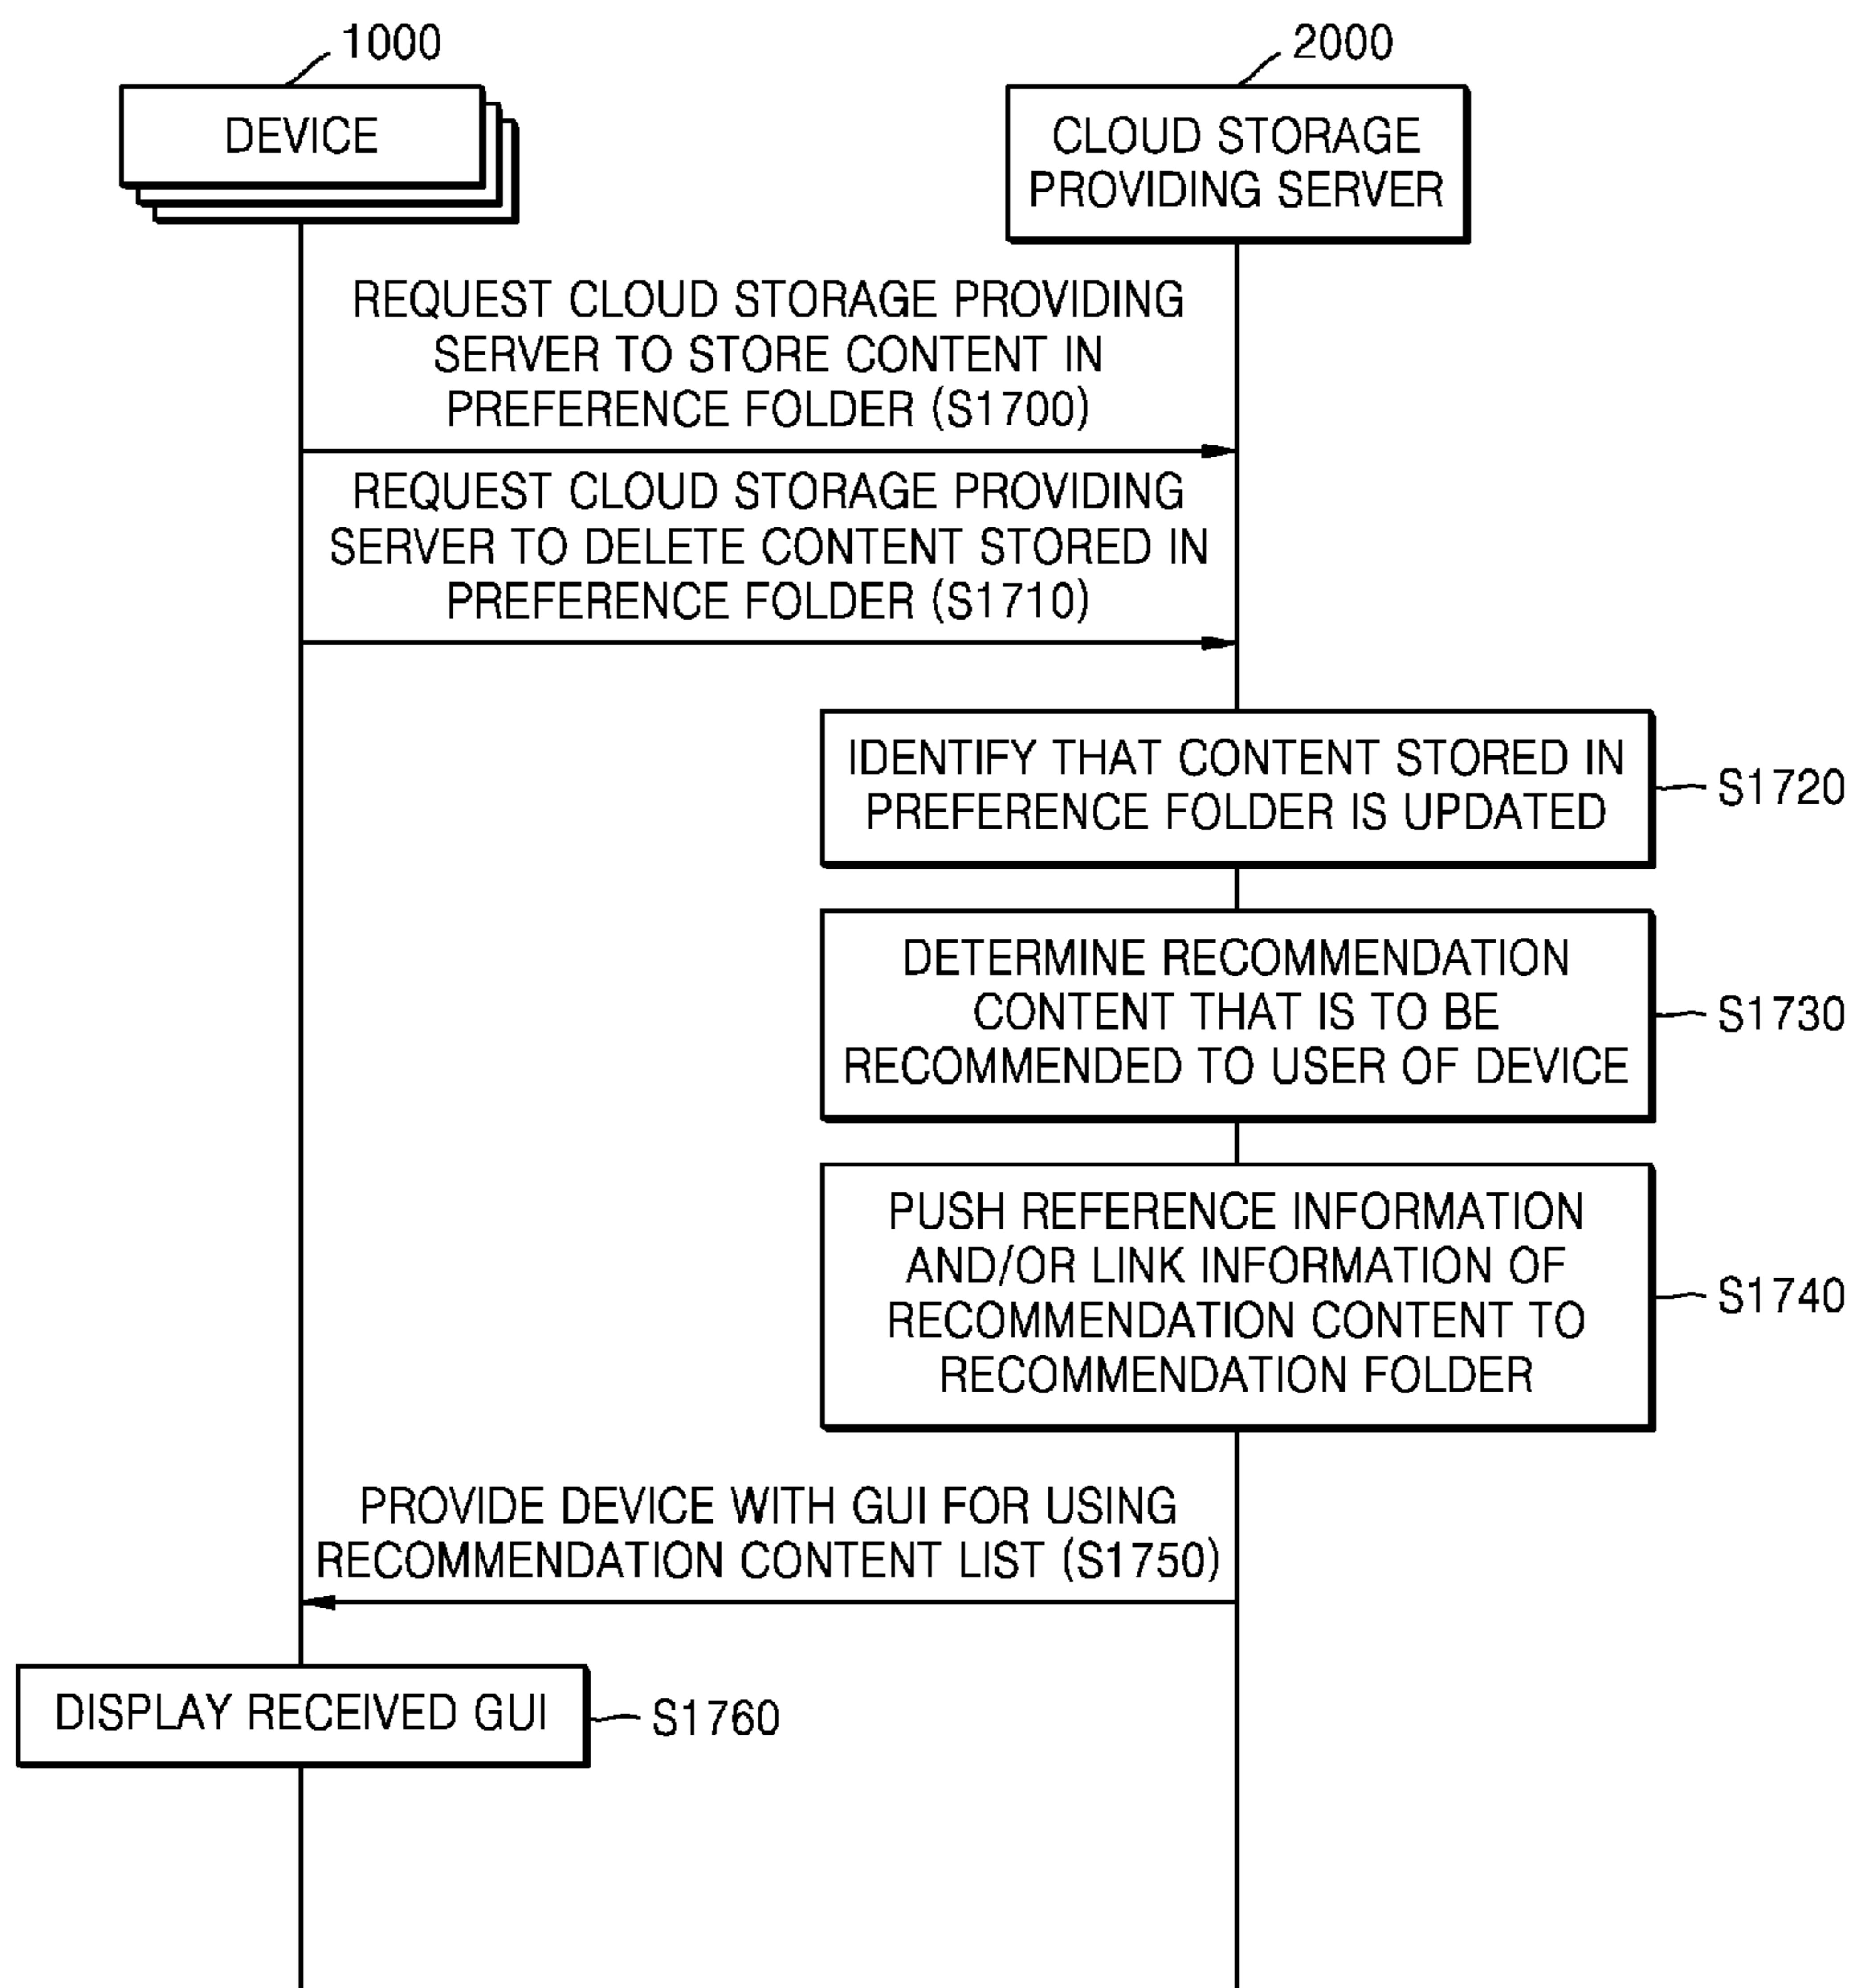 1000
DEVICE
2000
CLOUD STORAGE
PROVIDING SERVER
REQUEST CLOUD STORAGE PROVIDING
SERVER TO STORE CONTENT IN
PREFERENCE FOLDER (S1700)
REQUEST CLOUD STORAGE PROVIDING
SERVER TO DELETE CONTENT STORED IN
PREFERENCE FOLDER (S1710)
IDENTIFY THAT CONTENT STORED IN
PREFERENCE FOLDER IS UPDATED
S1720
DETERMINE RECOMMENDATION
CONTENT THAT IS TO BE
RECOMMENDED TO USER OF DEVICE
S1730
PUSH REFERENCE INFORMATION
AND/OR LINK INFORMATION OF
RECOMMENDATION CONTENT TO
RECOMMENDATION FOLDER
S1740
PROVIDE DEVICE WITH GUI FOR USING
RECOMMENDATION CONTENT LIST (S1750)
DISPLAY RECEIVED GUI
S1760